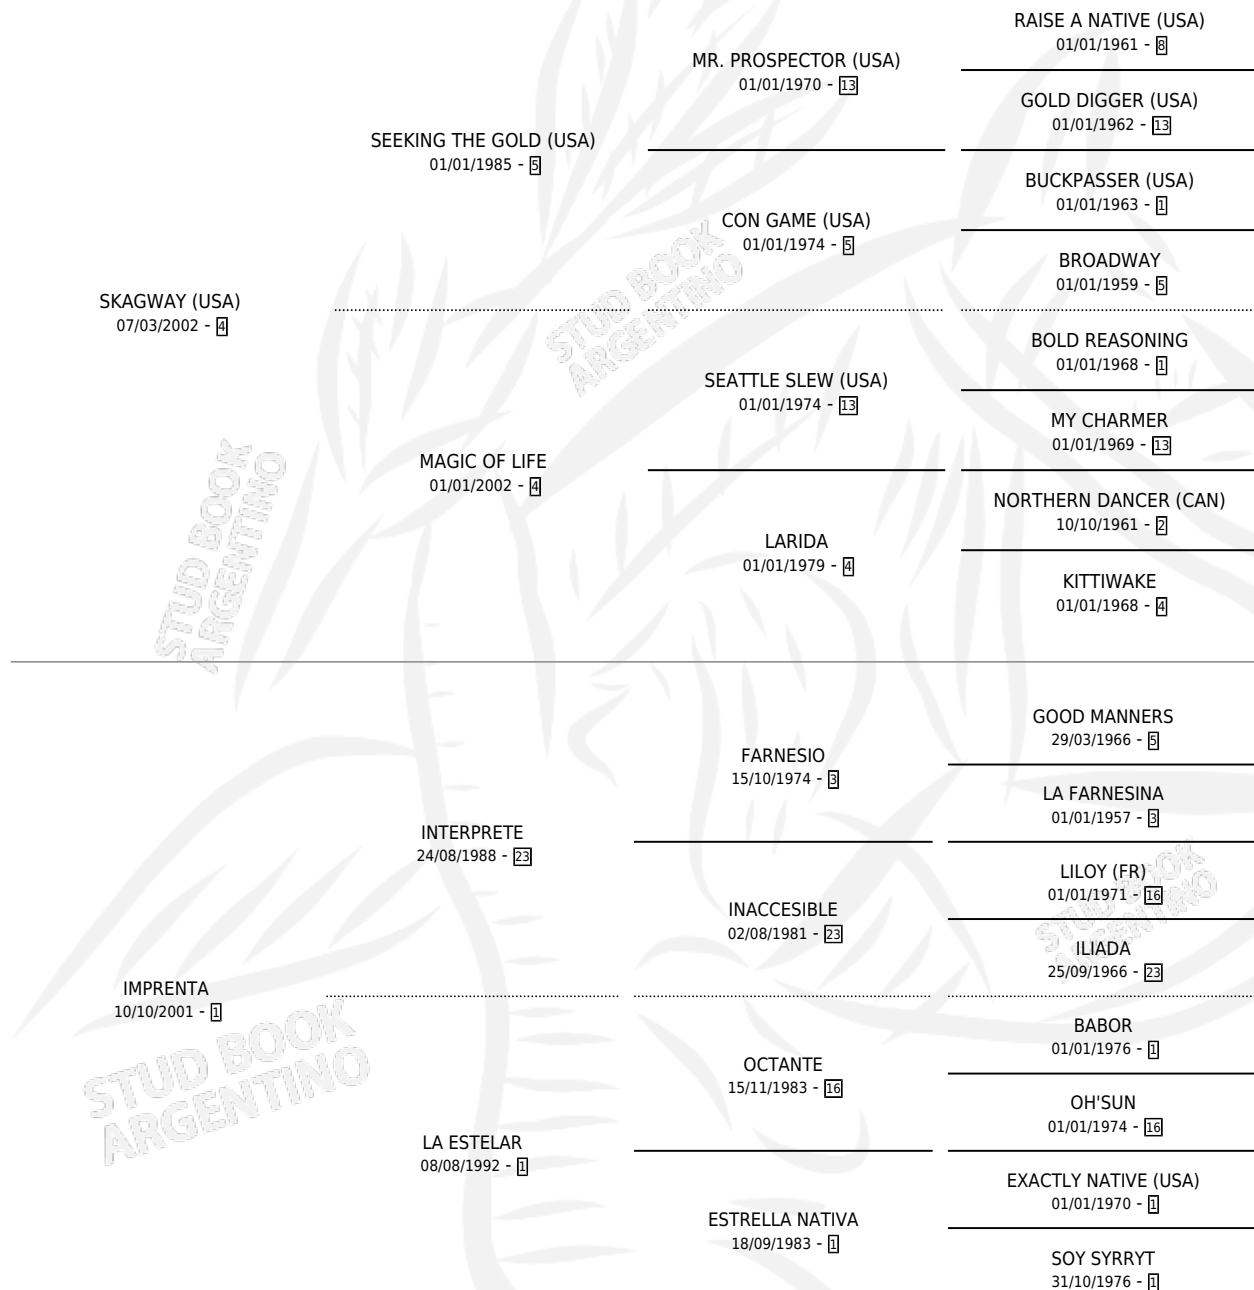 RAISE A NATIVE (USA)
01/01/1961 - 8
MR. PROSPECTOR (USA)
01/01/1970 - 13
GOLD DIGGER (USA)
01/01/1962 - 13
SEEKING THE GOLD (USA)
01/01/1985 - 5
BUCKPASSER (USA)
01/01/1963 - 1
CON GAME (USA)
01/01/1974 - 5
BROADWAY
01/01/1959 - 5
SKAGWAY (USA)
07/03/2002 - 4
BOLD REASONING
01/01/1968 - 1
SEATTLE SLEW (USA)
01/01/1974 - 13
MY CHARMER
01/01/1969 - 13
MAGIC OF LIFE
01/01/2002 - 4
NORTHERN DANCER (CAN)
10/10/1961 - 2
LARIDA
01/01/1979 - 4
KITTIWAKE
01/01/1968 - 4
GOOD MANNERS
29/03/1966 - 5
FARNESIO
15/10/1974 - 3
LA FARNESINA
01/01/1957 - 3
INTERPRETE
24/08/1988 - 23
LILOY (FR)
01/01/1971 - 16
INACCESIBLE
02/08/1981 - 23
ILIADA
25/09/1966 - 23
IMPRENTA
10/10/2001 - 1
BABOR
01/01/1976 - 1
OCTANTE
15/11/1983 - 16
OH'SUN
01/01/1974 - 16
LA ESTELAR
08/08/1992 - 1
EXACTLY NATIVE (USA)
01/01/1970 - 1
ESTRELLA NATIVA
18/09/1983 - 1
SOY SYRRYT
31/10/1976 - 1
STUD BOOK
ARGENTINO
STUD BOOK
ARGENTINO
STUD BOOK
ARGENTINO
STUD BOOK
ARGENTINO